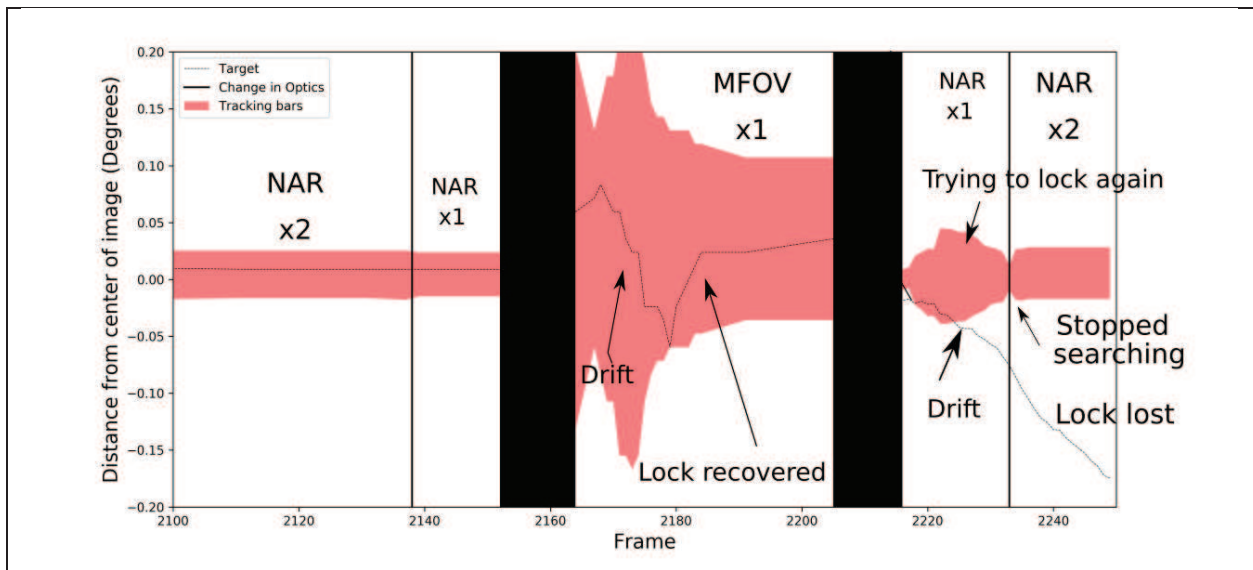 Distance from center of image (Degrees)
0.20
0.15
0.10
0.05
0.00
−0.05
−0.10
−0.15
−0.20
Target
Change in Optics
Tracking bars
NAR
x2
NAR
x1
MFOV
x1
NAR
x1
NAR
x2
Drift
Lock recovered
Trying to lock again
Drift
Stopped
searching
Lock lost
2100 2120 2140 2160 2180 2200 2220 2240
Frame